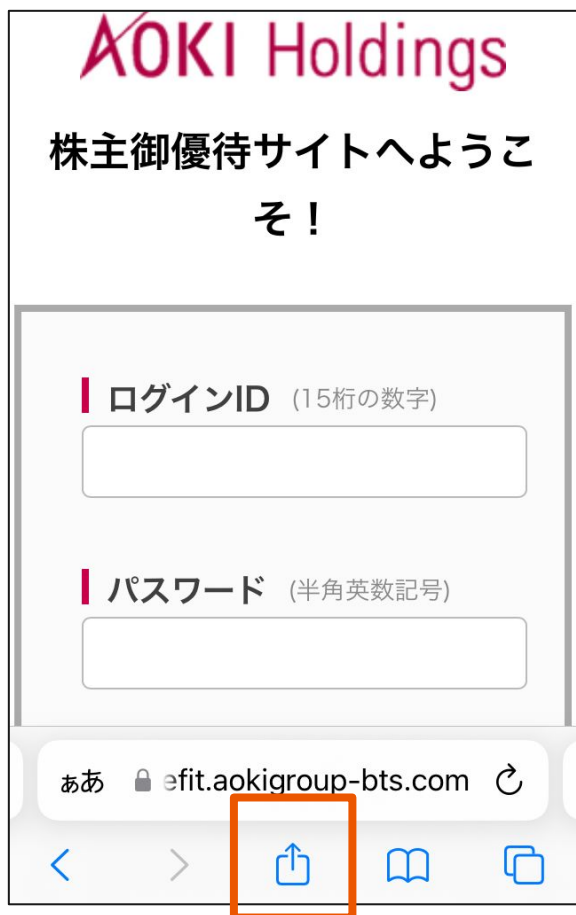 AOKI Holdings
株主御優待サイトへようこ
そ！
ログインID (15桁の数字)
パスワード (半角英数記号)
ぁあ efit.aokigroup-bts.com